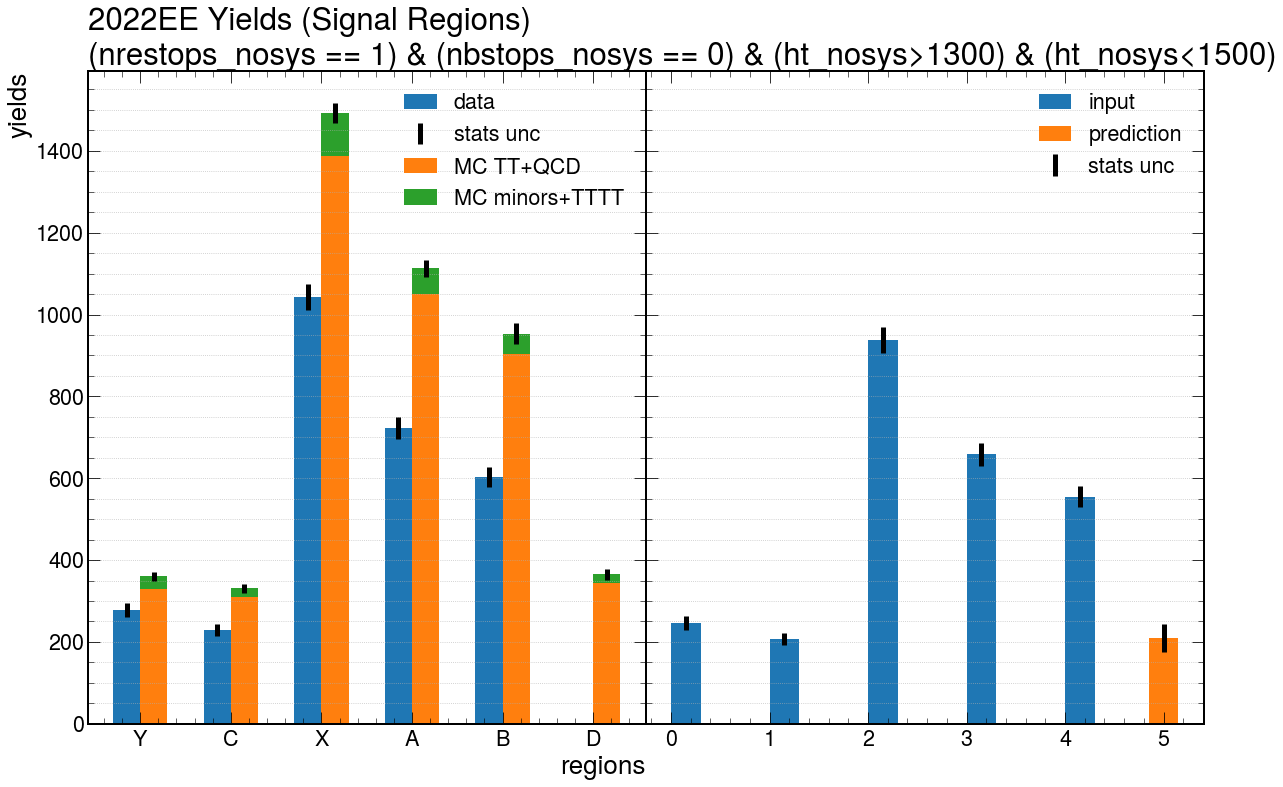 2022EE Yields (Signal Regions)
(nrestops_nosys == 1) & (nbstops_nosys == 0) & (ht_nosys>1300) & (ht_nosys<1500)
yields
1400
1200
1000
800
600
400
200
0
data
stats unc
MC TT+QCD
MC minors+TTTT
input
prediction
stats unc
Y C X A B D
0 1 2 3 4 5
regions